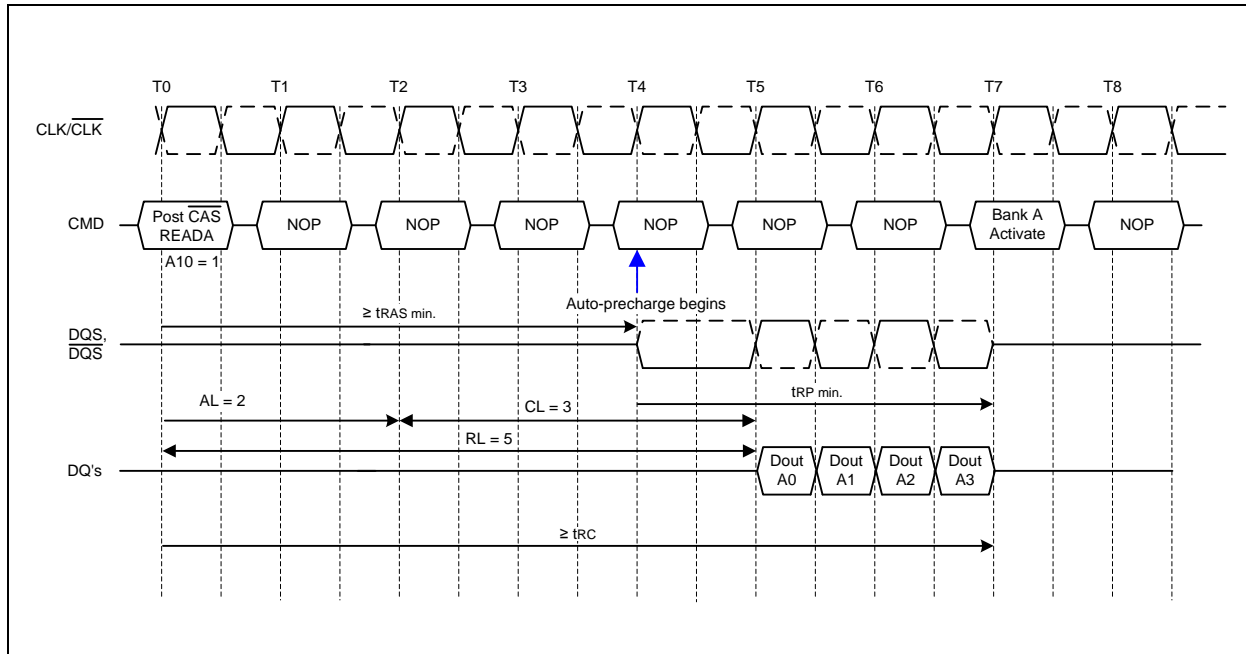 T0 T1 T2 T3 T4 T5 T6 T7 T8
CLK/CLK
CMD
Post CAS
READA
NOP
NOP
NOP
NOP
NOP
NOP
Bank A
Activate
NOP
A10 = 1
Auto-precharge begins
≥ tRAS min.
DQS,
DQS
tRP min.
AL = 2
CL = 3
RL = 5
DQ's
Dout
A0
Dout
A1
Dout
A2
Dout
A3
≥ tRC